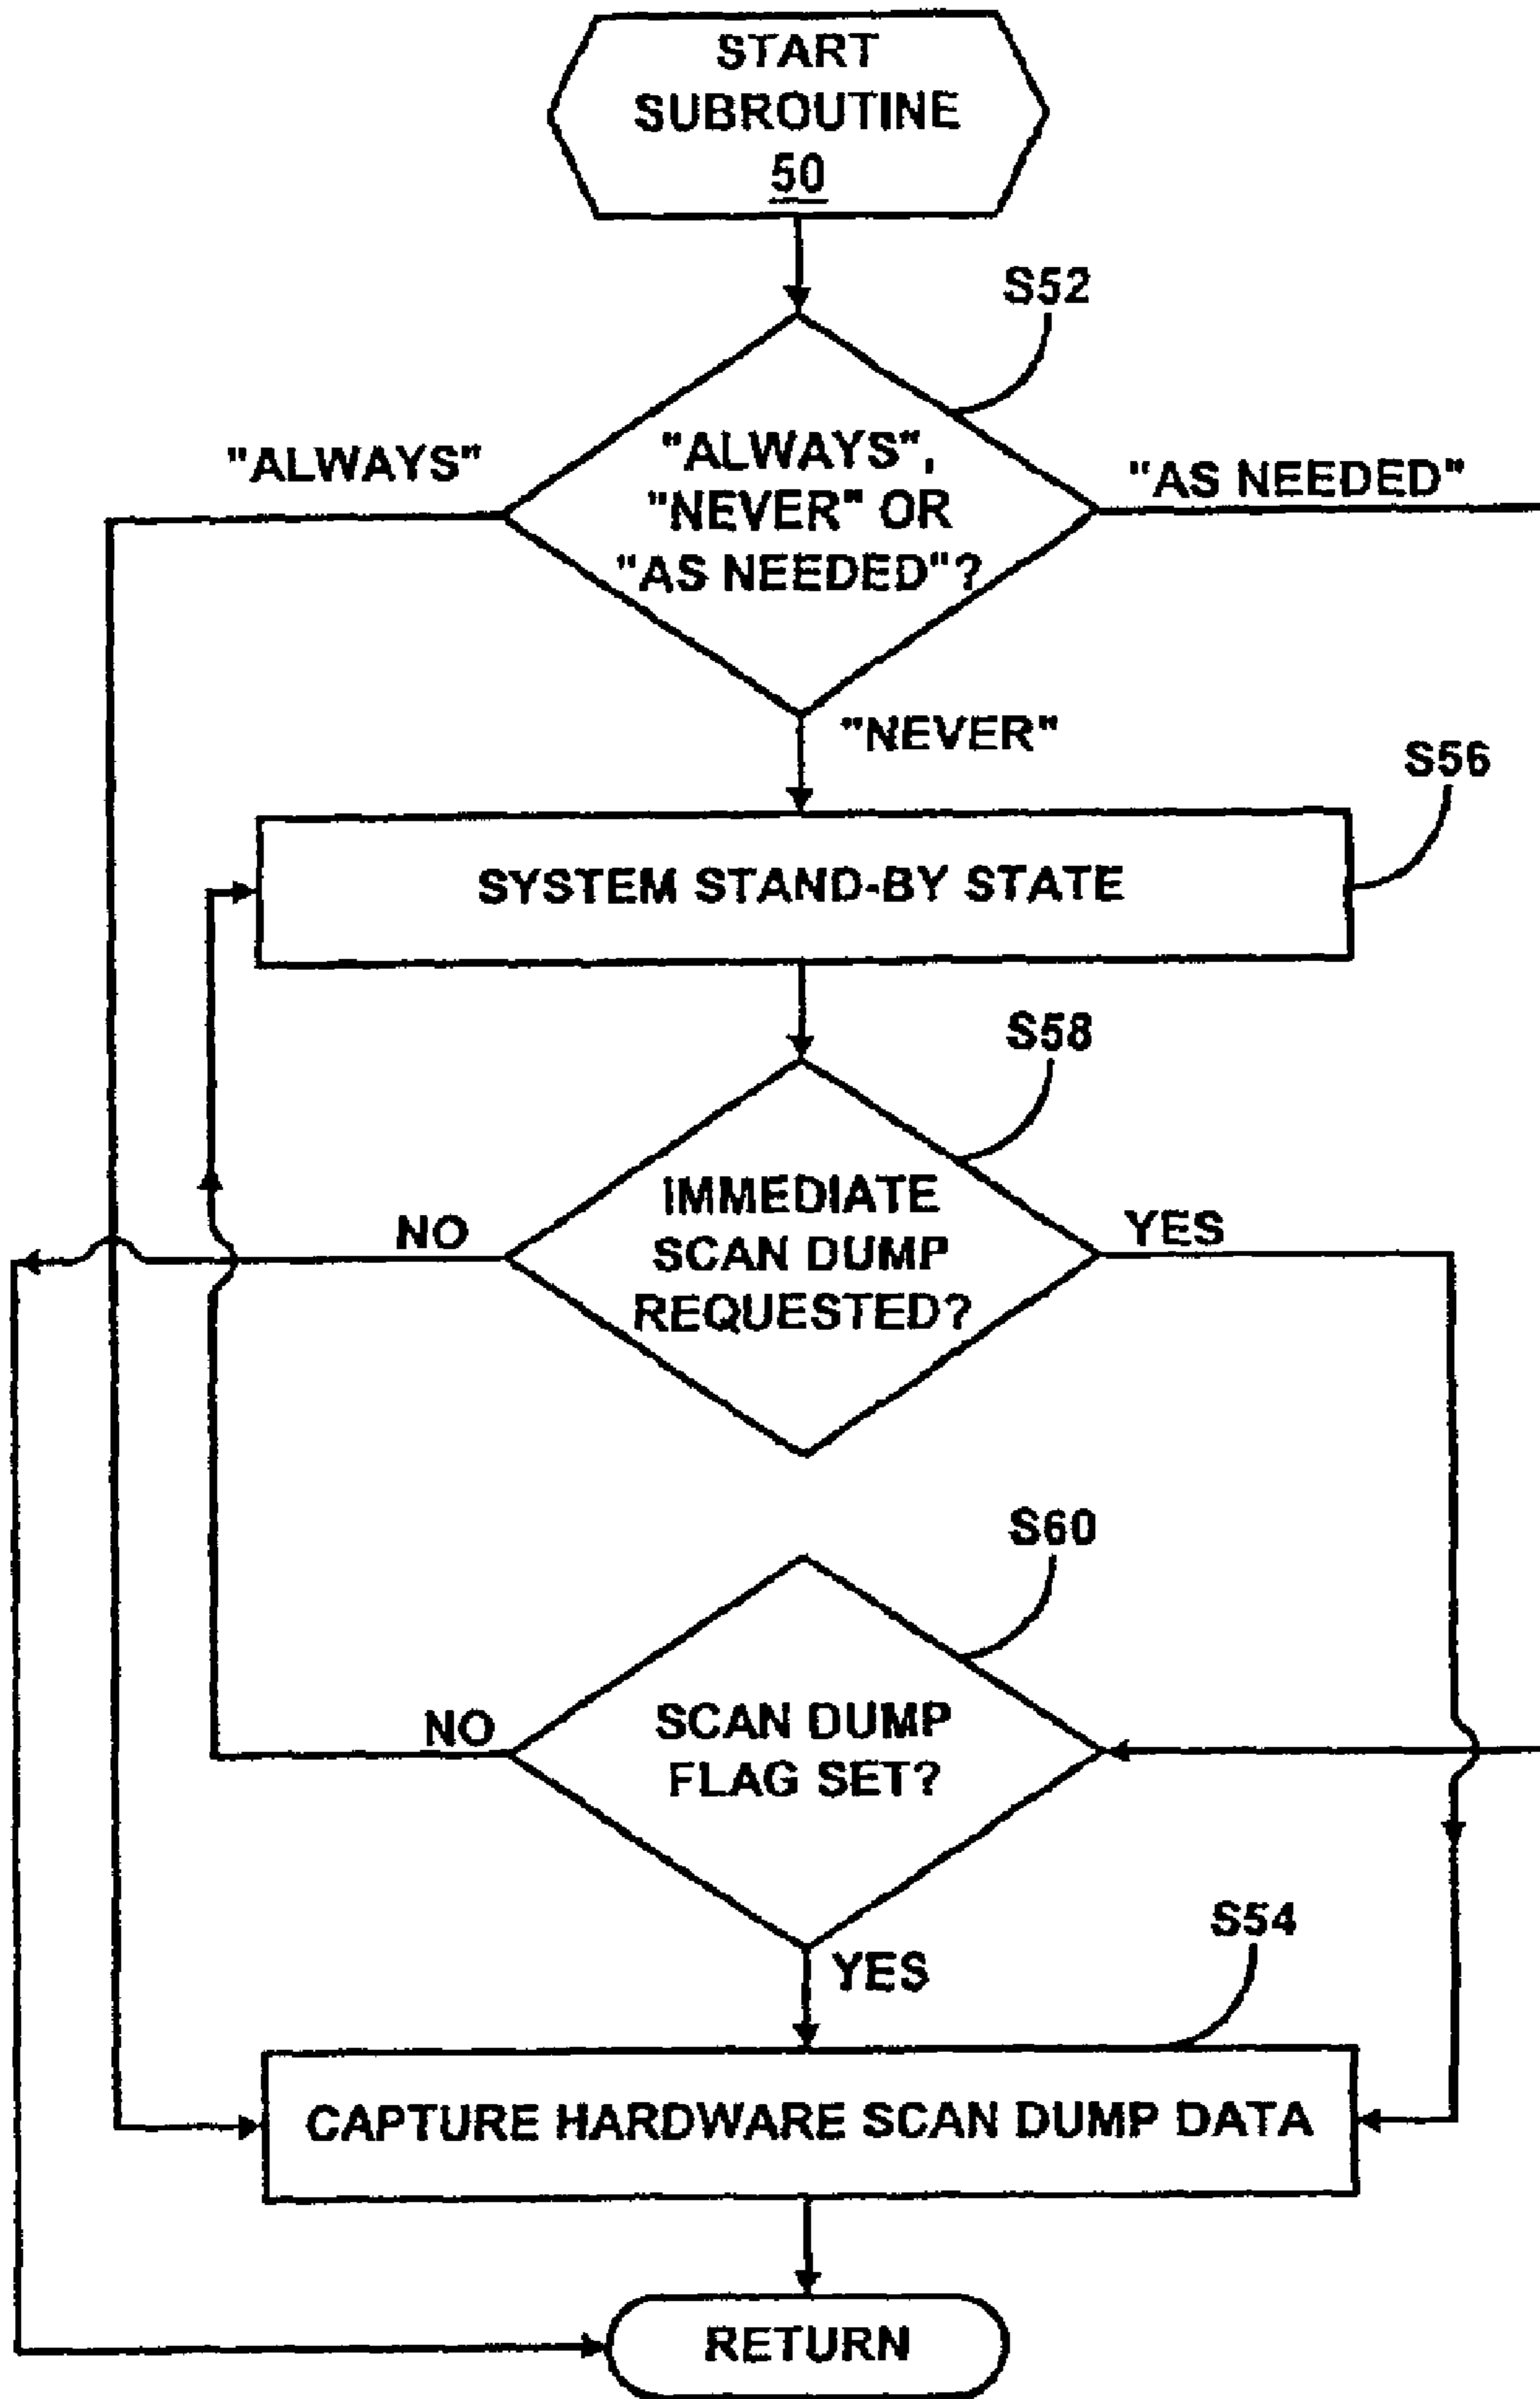 START
SUBROUTINE
50
S52
"ALWAYS"
"ALWAYS",
"NEVER" OR
"AS NEEDED"?
"AS NEEDED"
"NEVER"
S56
SYSTEM STAND-BY STATE
S58
IMMEDIATE
SCAN DUMP
REQUESTED?
NO
YES
S60
SCAN DUMP
FLAG SET?
NO
YES
S54
CAPTURE HARDWARE SCAN DUMP DATA
RETURN